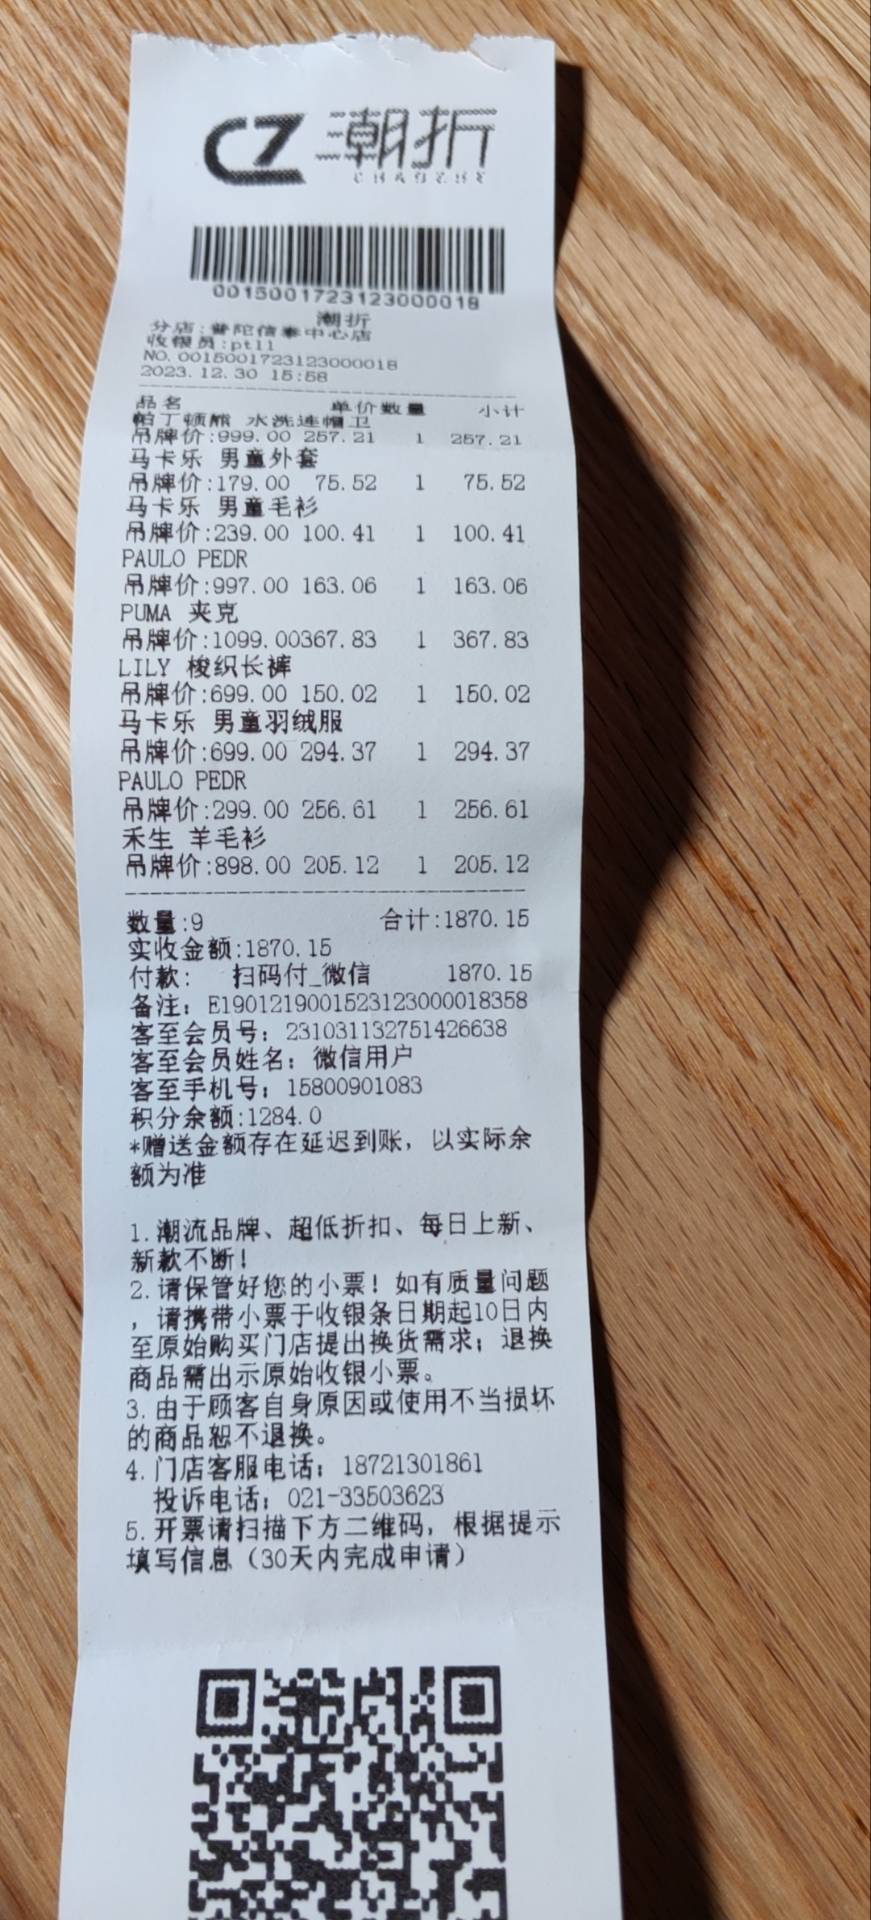 CZ 潮折
CHAOZHE
0015001723123000018
潮折
分店:普陀信泰中心店
收银员:pt11
NO.0015001723123000018
2023.12.30 15:58
品名 单价数量 小计
帕丁顿熊 水洗连帽卫
吊牌价:999.00 257.21 1 257.21
马卡乐 男童外套
吊牌价:179.00 75.52 1 75.52
马卡乐 男童毛衫
吊牌价:239.00 100.41 1 100.41
PAULO PEDR
吊牌价:997.00 163.06 1 163.06
PUMA 夹克
吊牌价:1099.00367.83 1 367.83
LILY 梭织长裤
吊牌价:699.00 150.02 1 150.02
马卡乐 男童羽绒服
吊牌价:699.00 294.37 1 294.37
PAULO PEDR
吊牌价:299.00 256.61 1 256.61
禾生 羊毛衫
吊牌价:898.00 205.12 1 205.12
数量:9 合计:1870.15
实收金额:1870.15
付款: 扫码付_微信 1870.15
备注: E1901219001523123000018358
客至会员号: 231031132751426638
客至会员姓名: 微信用户
客至手机号: 15800901083
积分余额:1284.0
*赠送金额存在延迟到账，以实际余
额为准
1.潮流品牌、超低折扣、每日上新、
新款不断!
2.请保管好您的小票! 如有质量问题
，请携带小票于收银条日期起10日内
至原始购买门店提出换货需求; 退换
商品需出示原始收银小票。
3.由于顾客自身原因或使用不当损坏
的商品恕不退换。
4.门店客服电话: 18721301861
投诉电话: 021-33503623
5.开票请扫描下方二维码，根据提示
填写信息（30天内完成申请）